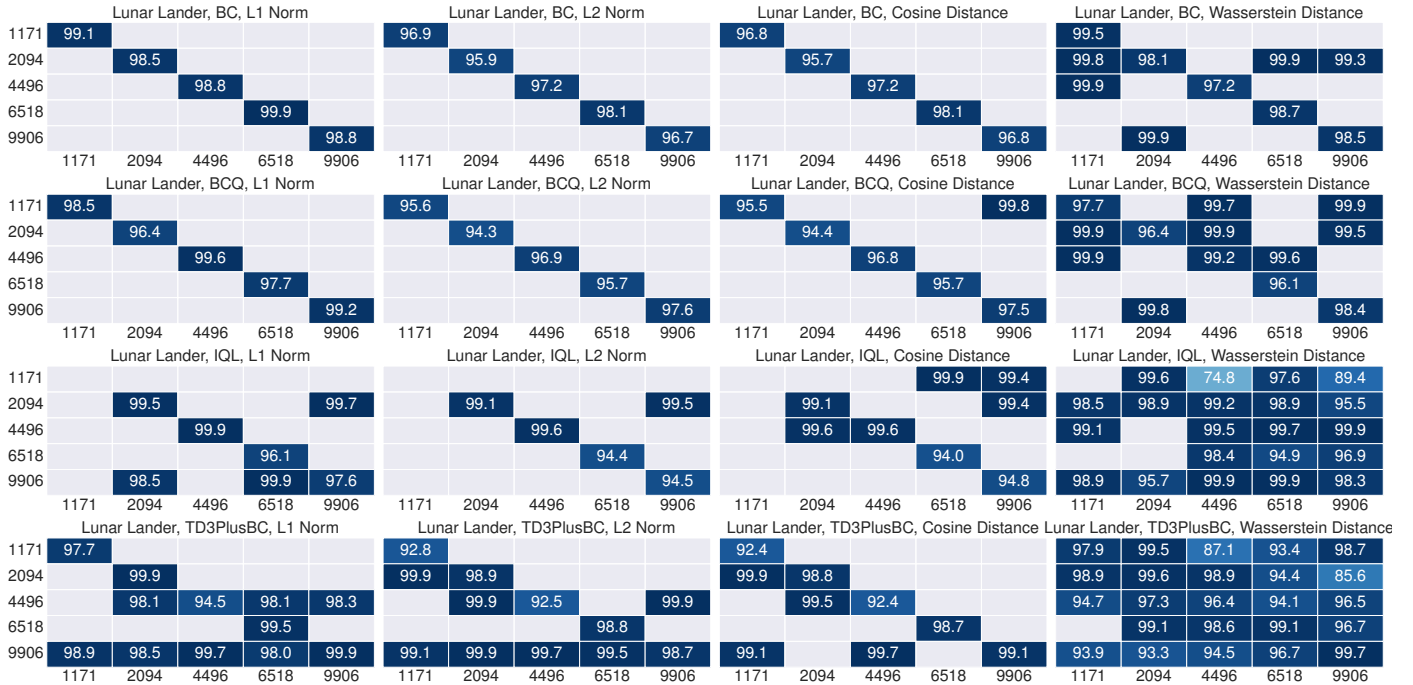 Lunar Lander, BC, L1 Norm Lunar Lander, BC, L2 Norm Lunar Lander, BC, Cosine Distance Lunar Lander, BC, Wasserstein Distance
1171 99.1 96.9 96.8 99.5
2094 98.5 95.9 95.7 99.8 98.1 99.9 99.3
4496 98.8 97.2 97.2 99.9 97.2
6518 99.9 98.1 98.1 98.7
9906 98.8 96.7 96.8 99.9 98.5
1171 2094 4496 6518 9906 1171 2094 4496 6518 9906 1171 2094 4496 6518 9906 1171 2094 4496 6518 9906
Lunar Lander, BCQ, L1 Norm Lunar Lander, BCQ, L2 Norm Lunar Lander, BCQ, Cosine Distance Lunar Lander, BCQ, Wasserstein Distance
1171 98.5 95.6 95.5 99.8 97.7 99.7 99.9
2094 96.4 94.3 94.4 99.9 96.4 99.9 99.5
4496 99.6 96.9 96.8 99.9 99.2 99.6
6518 97.7 95.7 95.7 96.1
9906 99.2 97.6 97.5 99.8 98.4
1171 2094 4496 6518 9906 1171 2094 4496 6518 9906 1171 2094 4496 6518 9906 1171 2094 4496 6518 9906
Lunar Lander, IQL, L1 Norm Lunar Lander, IQL, L2 Norm Lunar Lander, IQL, Cosine Distance Lunar Lander, IQL, Wasserstein Distance
1171 99.9 99.4 99.6 74.8 97.6 89.4
2094 99.5 99.7 99.1 99.5 99.1 99.4 98.5 98.9 99.2 98.9 95.5
4496 99.9 99.6 99.6 99.6 99.1 99.5 99.7 99.9
6518 96.1 94.4 94.0 98.4 94.9 96.9
9906 98.5 99.9 97.6 94.5 94.8 98.9 95.7 99.9 99.9 98.3
1171 2094 4496 6518 9906 1171 2094 4496 6518 9906 1171 2094 4496 6518 9906 1171 2094 4496 6518 9906
Lunar Lander, TD3PlusBC, L1 Norm Lunar Lander, TD3PlusBC, L2 Norm Lunar Lander, TD3PlusBC, Cosine Distance Lunar Lander, TD3PlusBC, Wasserstein Distance
1171 97.7 92.8 92.4 97.9 99.5 87.1 93.4 98.7
2094 99.9 99.9 98.9 99.9 98.8 98.9 99.6 98.9 94.4 85.6
4496 98.1 94.5 98.1 98.3 99.9 92.5 99.9 99.5 92.4 94.7 97.3 96.4 94.1 96.5
6518 99.5 98.8 98.7 99.1 98.6 99.1 96.7
9906 98.9 98.5 99.7 98.0 99.9 99.1 99.9 99.7 99.5 98.7 99.1 99.7 99.1 93.9 93.3 94.5 96.7 99.7
1171 2094 4496 6518 9906 1171 2094 4496 6518 9906 1171 2094 4496 6518 9906 1171 2094 4496 6518 9906